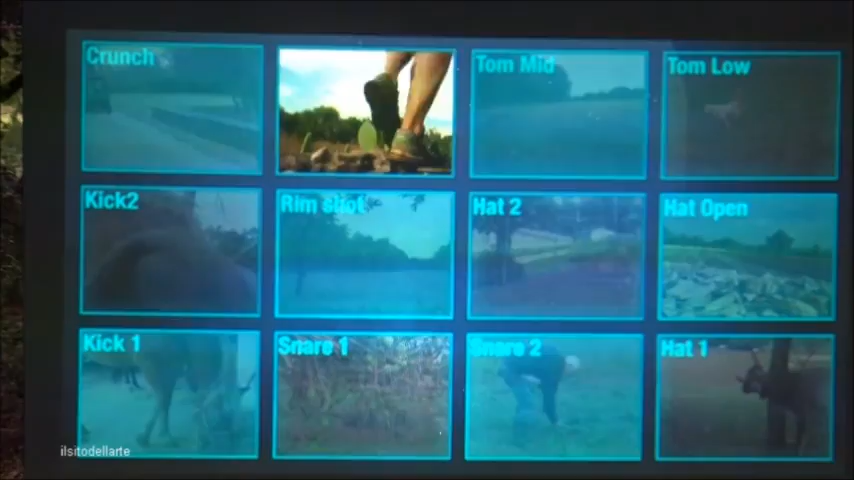 Crunch
Tom Mid
Tom Low
Kick2
Rim shot
Hat 2
Hat Open
Kick 1
Snare 1
Snare 2
Hat 1
ilsitodellarte